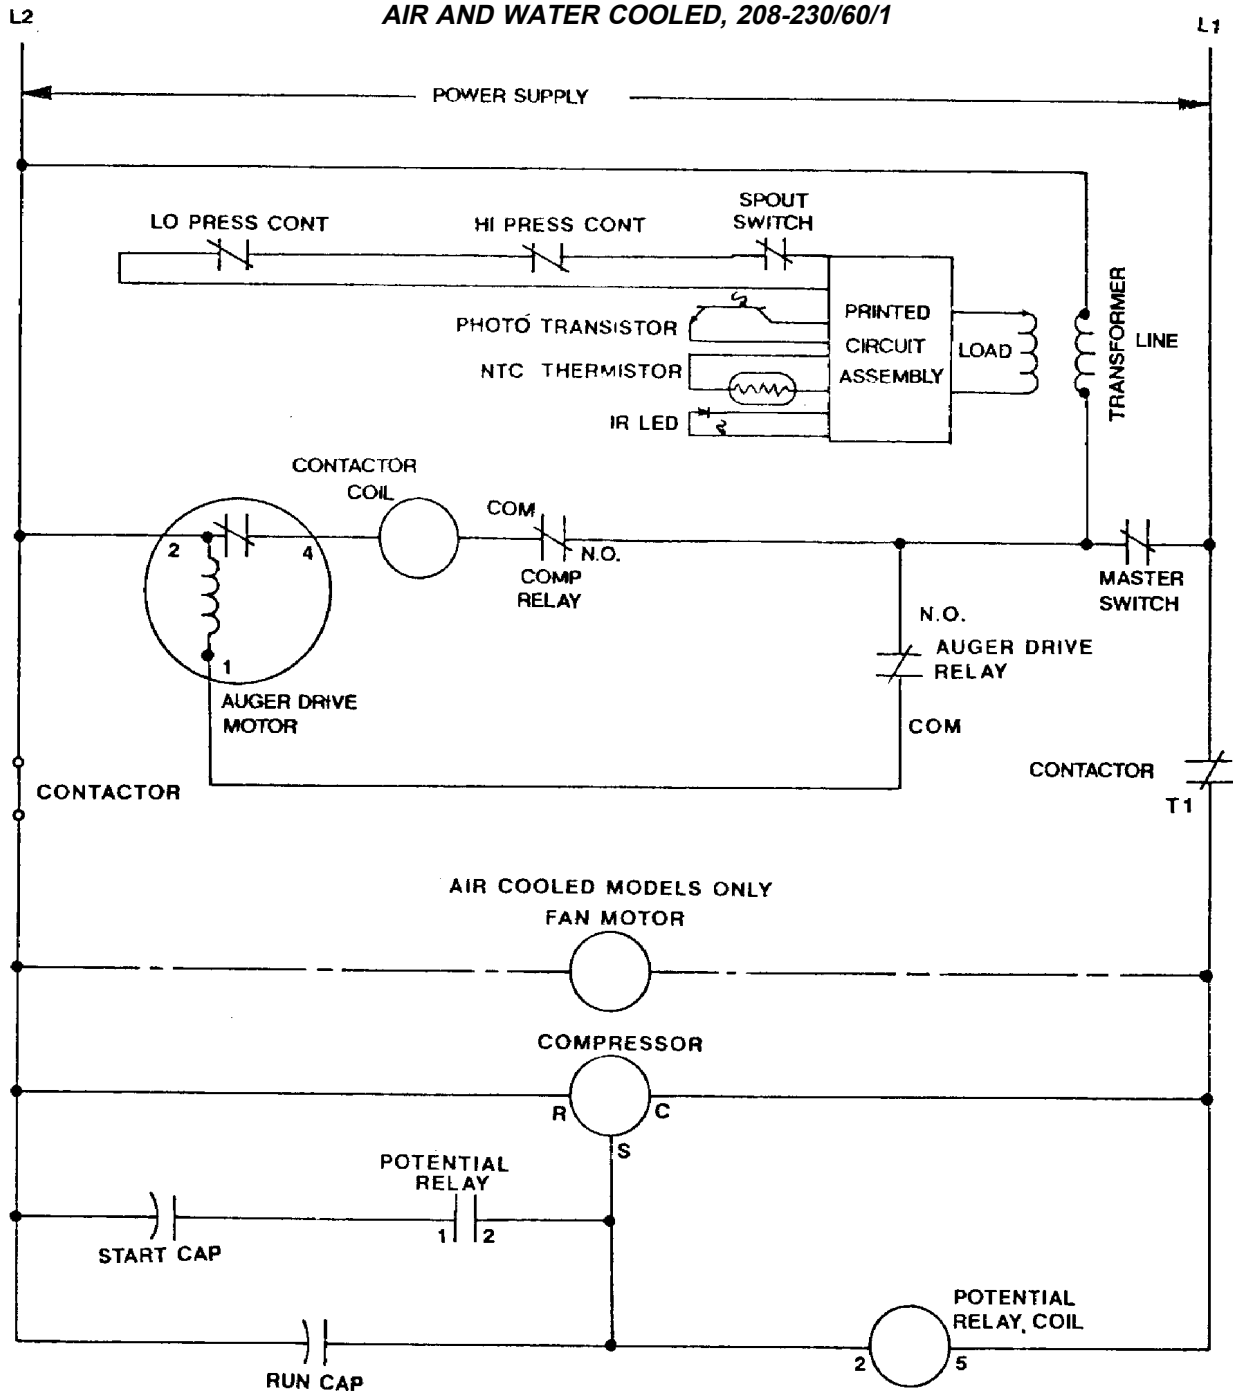 AIR AND WATER COOLED, 208-230/60/1
L2
L1
POWER SUPPLY
LO PRESS CONT
HI PRESS CONT
SPOUT
SWITCH
PHOTO TRANSISTOR
NTC THERMISTOR
IR LED
PRINTED
CIRCUIT
ASSEMBLY
LOAD
TRANSFORMER
LINE
CONTACTOR
COIL
COM
N.O.
COMP
RELAY
2
4
1
AUGER DRIVE
MOTOR
MASTER
SWITCH
N.O.
AUGER DRIVE
RELAY
COM
CONTACTOR
CONTACTOR
T1
AIR COOLED MODELS ONLY
FAN MOTOR
COMPRESSOR
R
C
S
POTENTIAL
RELAY
1
2
START CAP
RUN CAP
POTENTIAL
RELAY, COIL
2
5